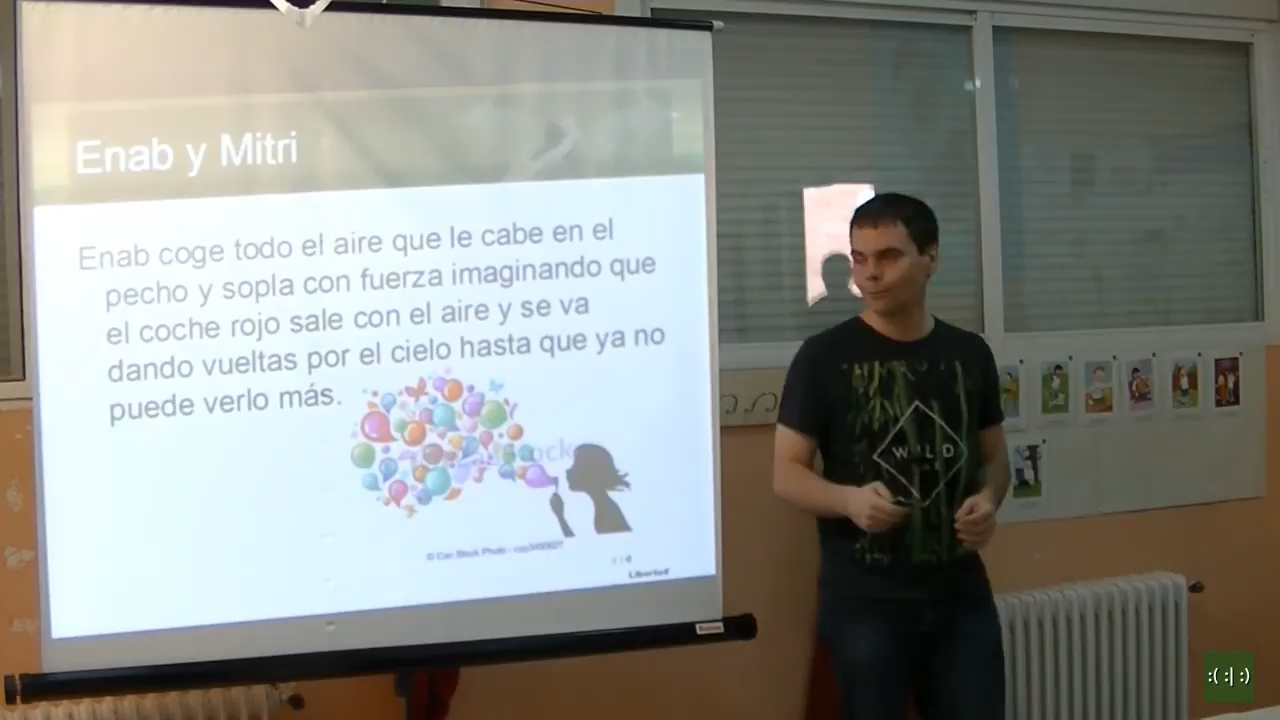 Enab y Mitri
Enab coge todo el aire que le cabe en el
pecho y sopla con fuerza imaginando que
el coche rojo sale con el aire y se va
dando vueltas por el cielo hasta que ya no
puede verlo más.
© Can Stock Photo
WILD
:( :| :)